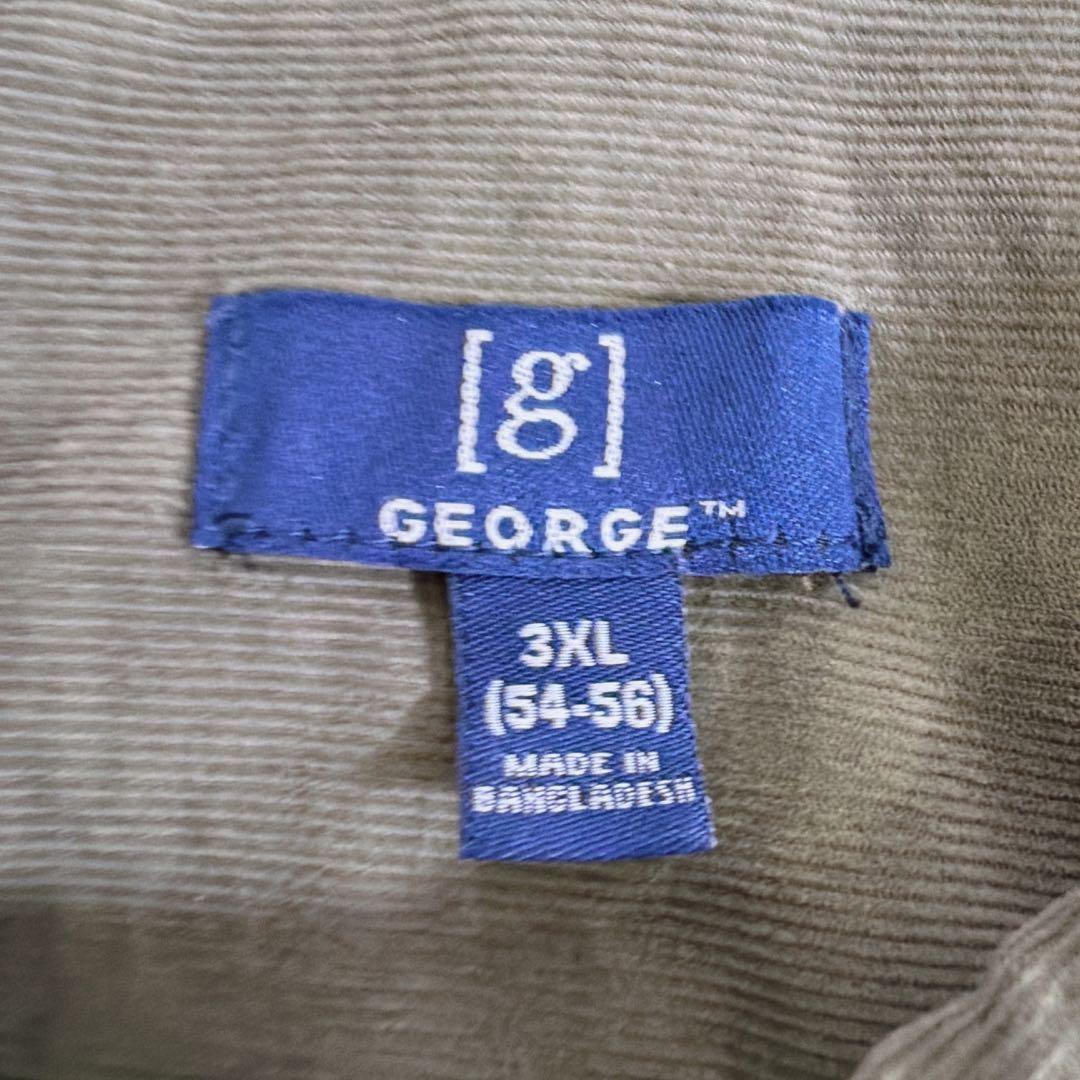 [g]
GEORGE™
3XL
(54-56)
MADE IN
BANGLADESH